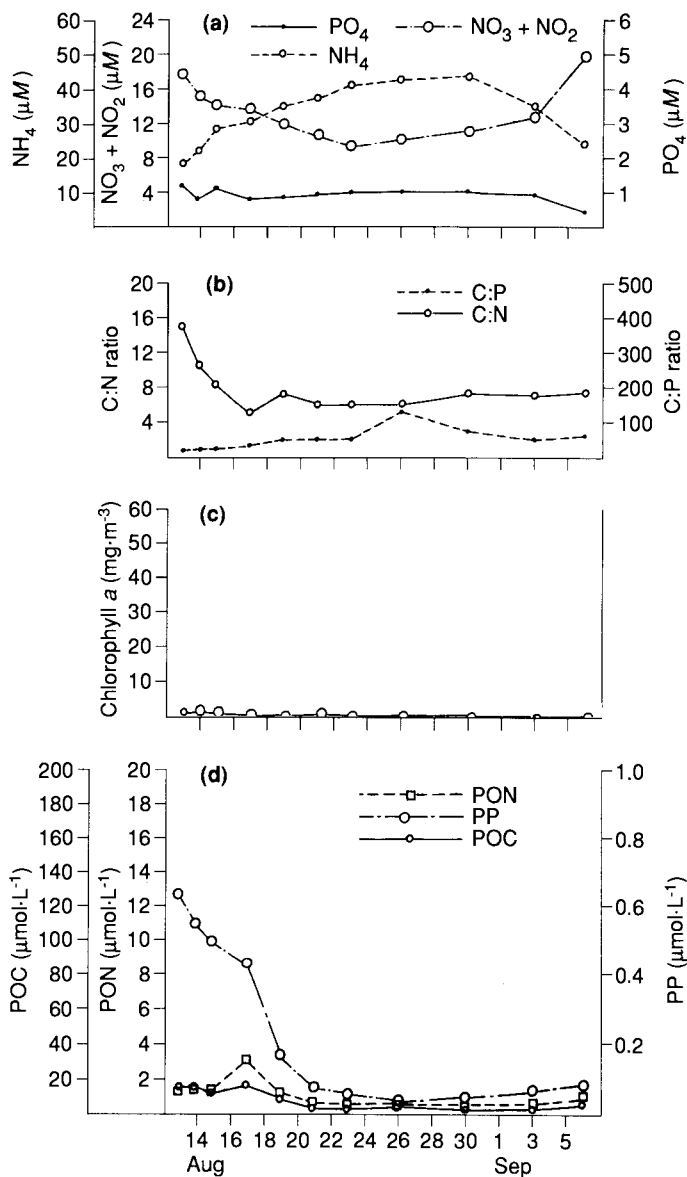 (a)
PO4
NO3 + NO2
NH4
NH4 (µM)
60
50
40
30
20
10
NO3 + NO2 (µM)
24
20
16
12
8
4
PO4 (µM)
6
5
4
3
2
1
(b)
C:P
C:N
C:N ratio
20
16
12
8
4
C:P ratio
500
400
300
200
100
(c)
Chlorophyll a (mg·m-3)
60
50
40
30
20
10
(d)
PON
PP
POC
POC (µmol·L-1)
200
180
160
140
120
100
80
60
40
20
PON (µmol·L-1)
20
18
16
14
12
10
8
6
4
2
PP (µmol·L-1)
1.0
0.8
0.6
0.4
0.2
14 16 18 20 22 24 26 28 30 1 3 5
Aug Sep